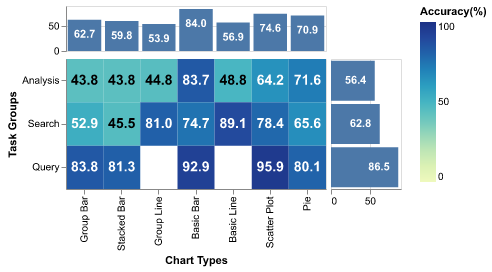 Accuracy(%)
100
50
0
50
0
62.7 59.8 53.9 84.0 56.9 74.6 70.9
Task Groups
Analysis 43.8 43.8 44.8 83.7 48.8 64.2 71.6 56.4
Search 52.9 45.5 81.0 74.7 89.1 78.4 65.6 62.8
Query 83.8 81.3 92.9 95.9 80.1 86.5
0 50
Group Bar
Stacked Bar
Group Line
Basic Bar
Basic Line
Scatter Plot
Pie
Chart Types